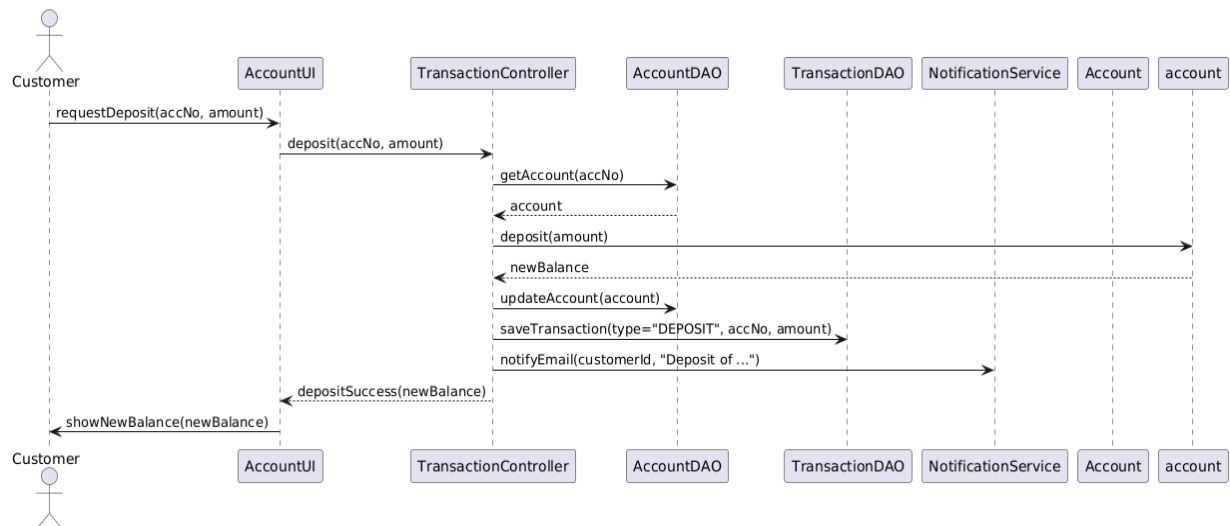 Customer
AccountUI
TransactionController
AccountDAO
TransactionDAO
NotificationService
Account
account
requestDeposit(accNo, amount)
deposit(accNo, amount)
getAccount(accNo)
account
deposit(amount)
newBalance
updateAccount(account)
saveTransaction(type="DEPOSIT", accNo, amount)
notifyEmail(customerId, "Deposit of ...")
depositSuccess(newBalance)
showNewBalance(newBalance)
Customer
AccountUI
TransactionController
AccountDAO
TransactionDAO
NotificationService
Account
account